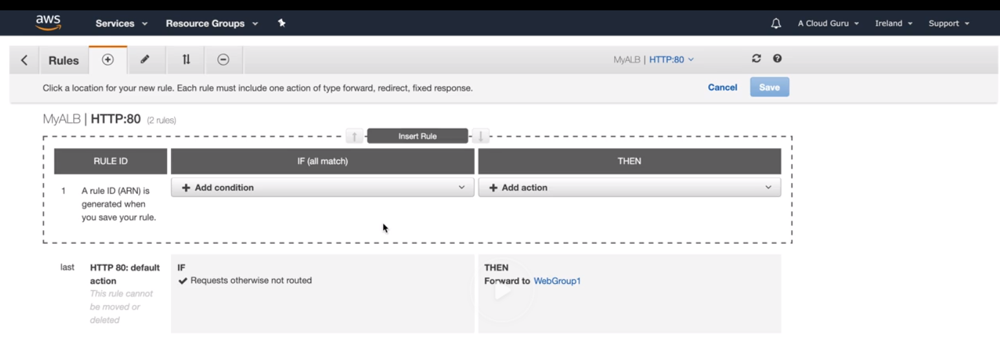 aws Services Resource Groups A Cloud Guru Ireland Support
Rules MyALB | HTTP:80
Click a location for your new rule. Each rule must include one action of type forward, redirect, fixed response. Cancel Save
MyALB | HTTP:80 (2 rules)
Insert Rule
RULE ID IF (all match) THEN
1 A rule ID (ARN) is generated when you save your rule. + Add condition + Add action
last HTTP 80: default action
This rule cannot be moved or deleted
IF
Requests otherwise not routed
THEN
Forward to WebGroup1